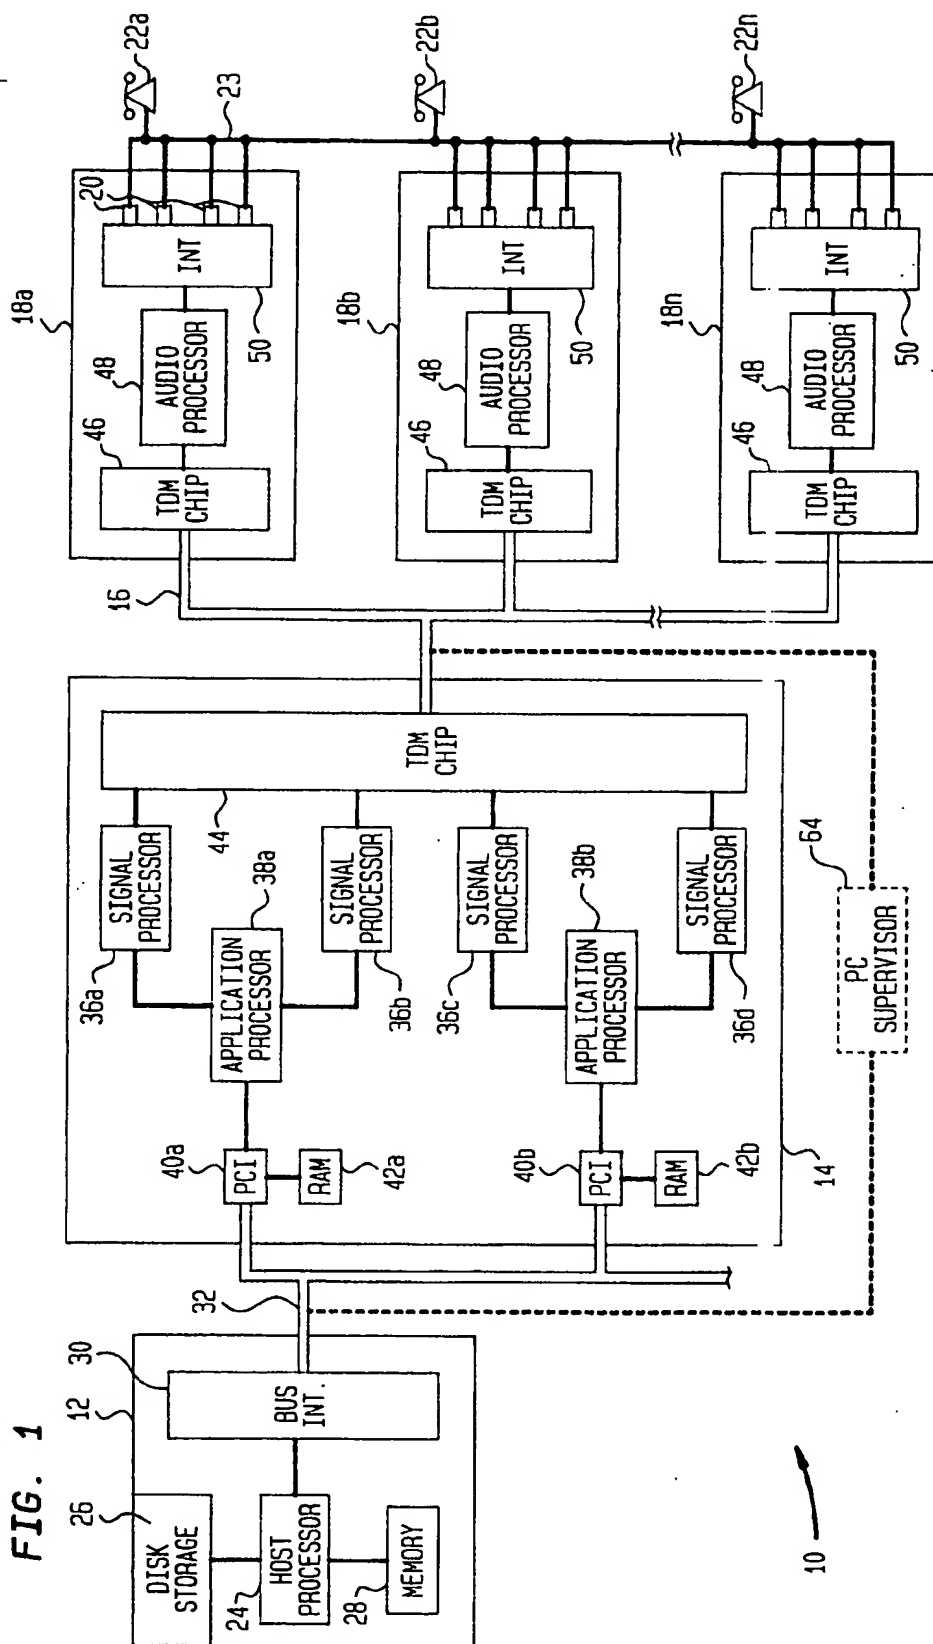 FIG. 1
12
30
26
DISK
STORAGE
24
HOST
PROCESSOR
28
MEMORY
BUS
INT.
32
10
40a
PCI
RAM
42a
36a
SIGNAL
PROCESSOR
38a
APPLICATION
PROCESSOR
36b
SIGNAL
PROCESSOR
40b
PCI
RAM
42b
36c
SIGNAL
PROCESSOR
38b
APPLICATION
PROCESSOR
36d
SIGNAL
PROCESSOR
14
44
TDM
CHIP
64
PC
SUPERVISOR
16
18a
46
TDM
CHIP
48
AUDIO
PROCESSOR
INT
50
20
22a
23
18b
46
TDM
CHIP
48
AUDIO
PROCESSOR
INT
50
22b
18n
46
TDM
CHIP
48
AUDIO
PROCESSOR
INT
50
22n